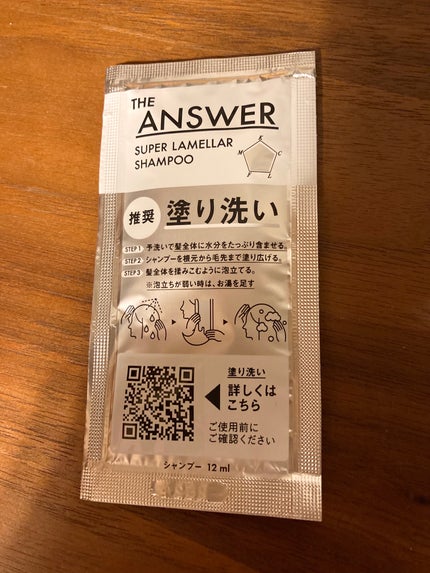 THE
ANSWER
SUPER LAMELLAR
SHAMPOO
K
M C
F L
推奨 塗り洗い
STEP 1 予洗いで髪全体に水分をたっぷり含ませる。
STEP 2 シャンプーを根元から毛先まで塗り広げる。
STEP 3 髪全体を揉みこむように泡立てる。
※泡立ちが弱い時は、お湯を足す
塗り洗い
詳しくは
こちら
ご使用前に
ご確認ください
シャンプー 12 ml